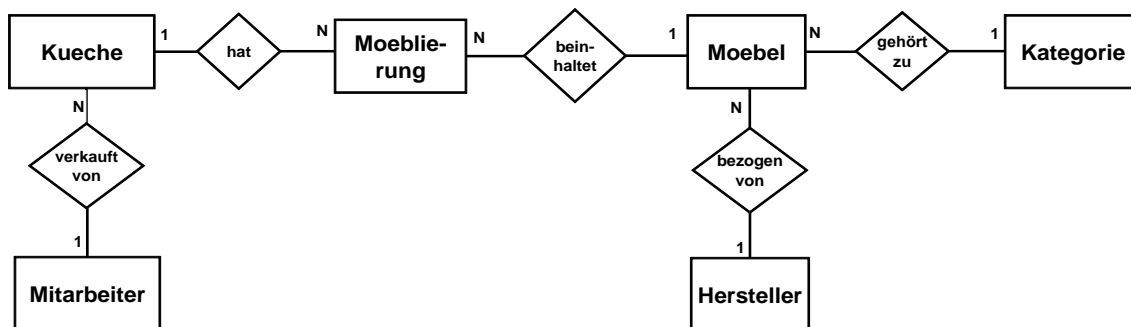 Kueche
1
hat
N
Moeblie-
rung
N
bein-
haltet
1
Moebel
N
gehört
zu
1
Kategorie
N
verkauft
von
1
Mitarbeiter
N
bezogen
von
1
Hersteller